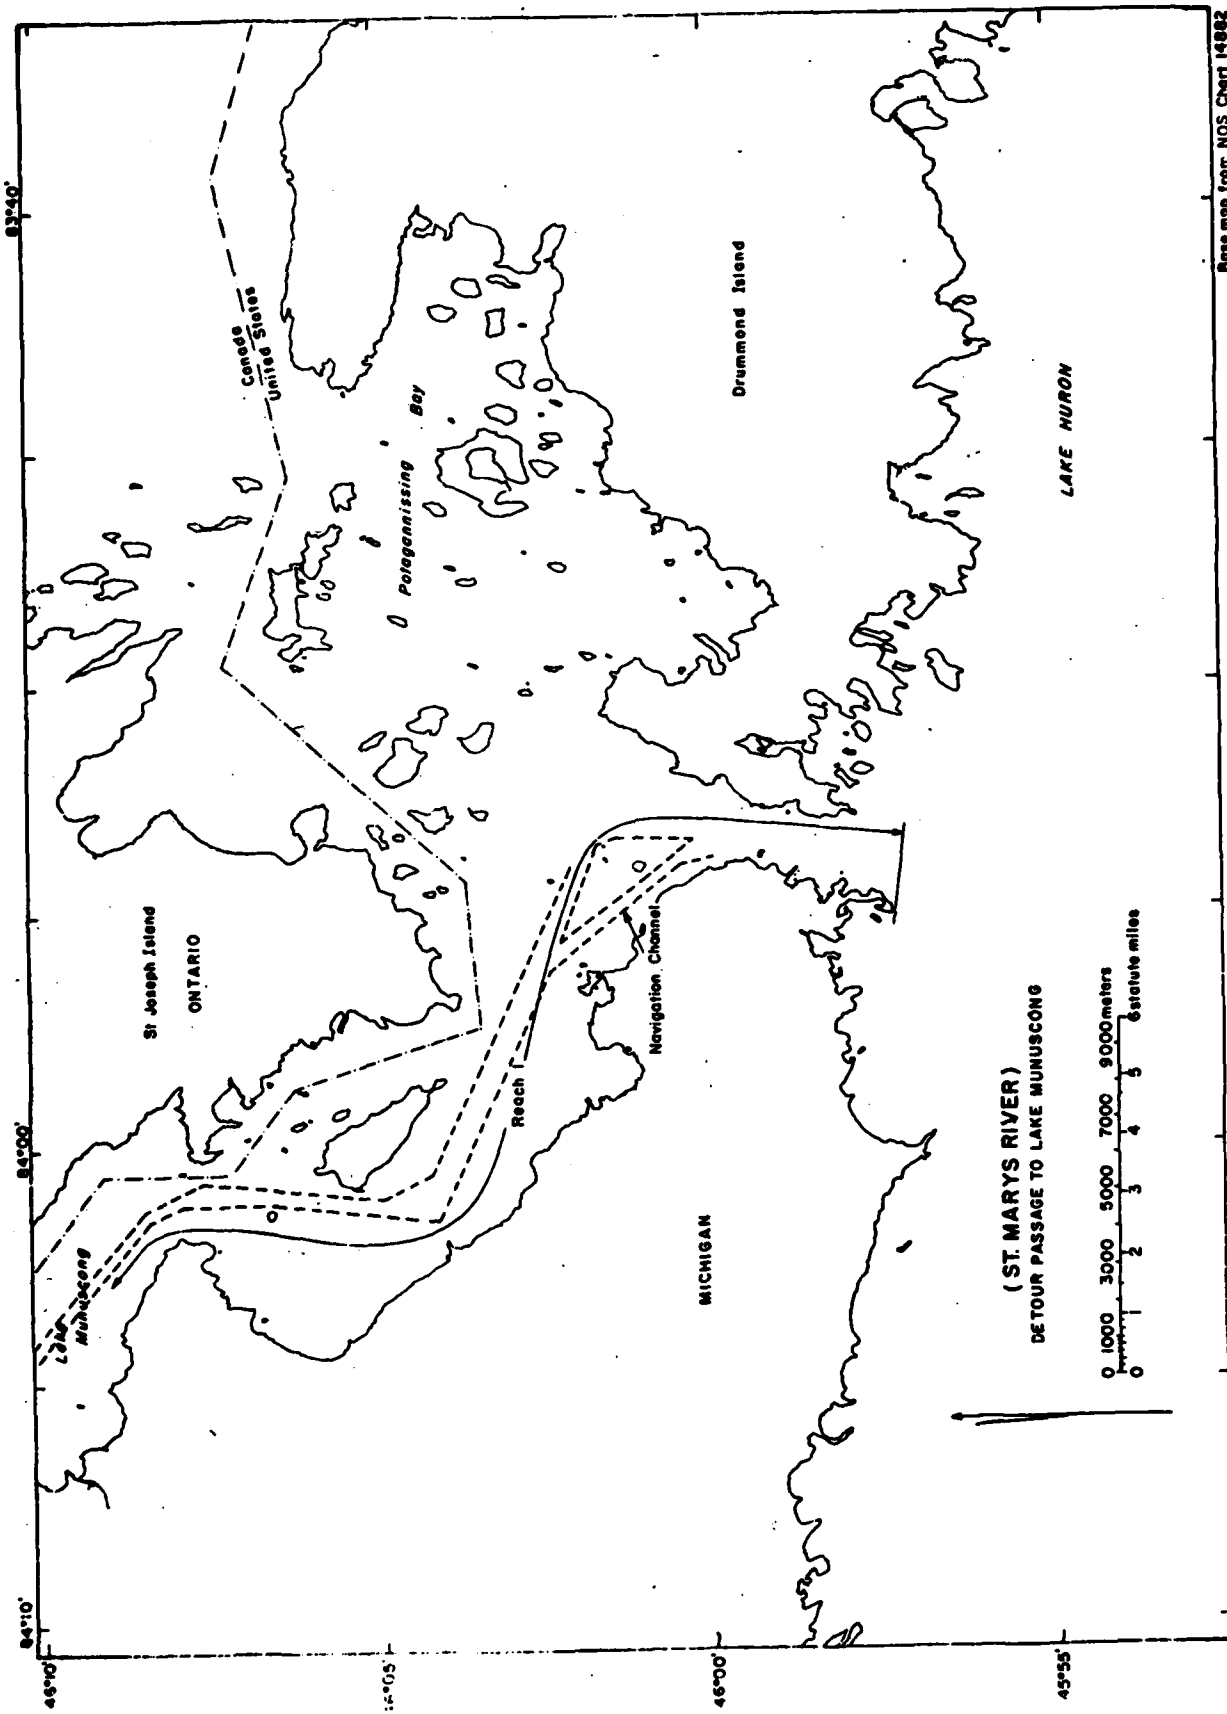 84°10'
84°00'
83°40'
46°10'
46°00'
45°55'
Lake
Munuscong
St Joseph Island
ONTARIO
Canada
United States
Potagannissing Bay
Reach 1
Navigation Channel
Drummond Island
MICHIGAN
LAKE HURON
(ST. MARYS RIVER)
DETOUR PASSAGE TO LAKE MUNUSCONG
0 1000 3000 5000 7000 9000 meters
0 1 2 3 4 5 6 statute miles
Base map from NOS Chart 14882